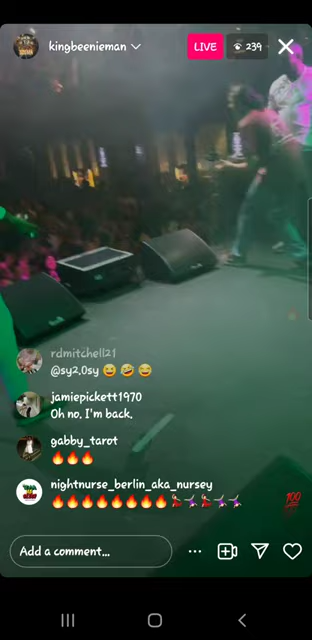 kingbeenieman
LIVE
239
rdmitchell21
@sy2.0sy 😂 🤣 😂
jamiepickett1970
Oh no, I'm back.
gabby_tarot
🔥🔥🔥
nightnurse_berlin_aka_nursey
🔥🔥🔥🔥🔥🔥🔥🔥💃🕺💃🕺🕺
💯
Add a comment...